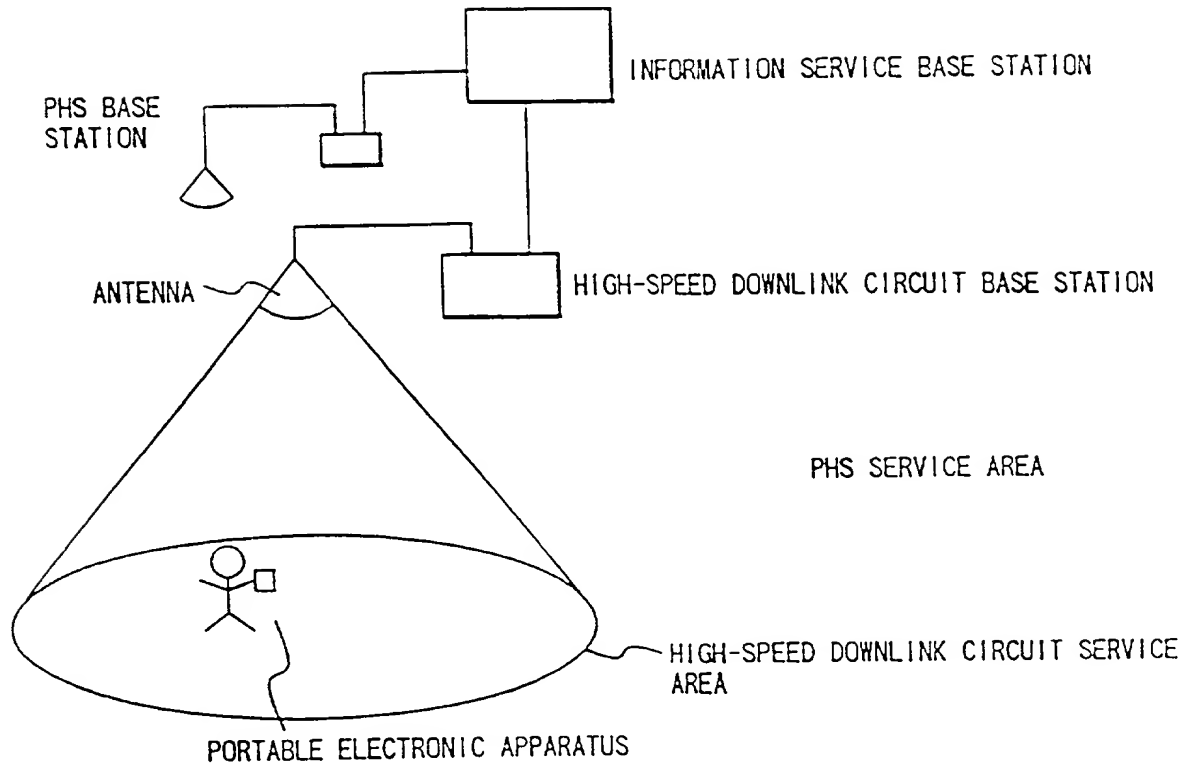 INFORMATION SERVICE BASE STATION
PHS BASE
STATION
ANTENNA
HIGH-SPEED DOWNLINK CIRCUIT BASE STATION
PHS SERVICE AREA
HIGH-SPEED DOWNLINK CIRCUIT SERVICE
AREA
PORTABLE ELECTRONIC APPARATUS